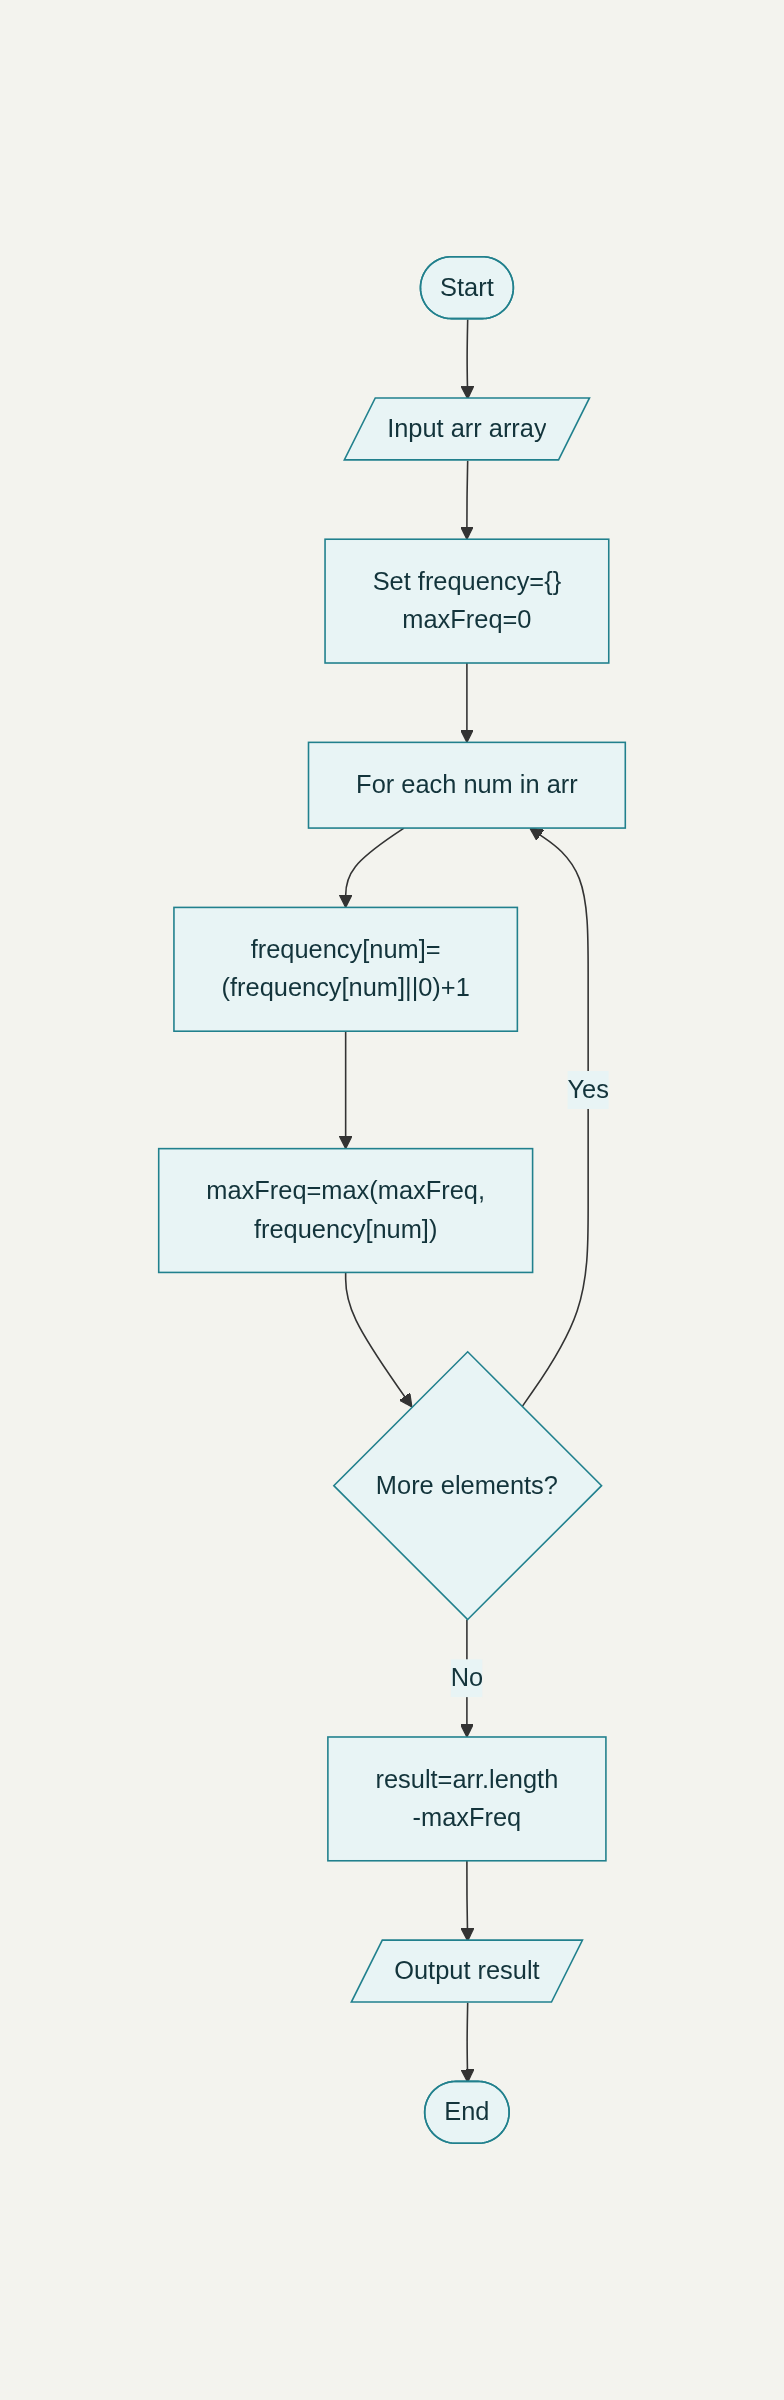 Start
Input arr array
Set frequency={}
maxFreq=0
For each num in arr
frequency[num]=
(frequency[num]||0)+1
Yes
maxFreq=max(maxFreq,
frequency[num])
More elements?
No
result=arr.length
-maxFreq
Output result
End